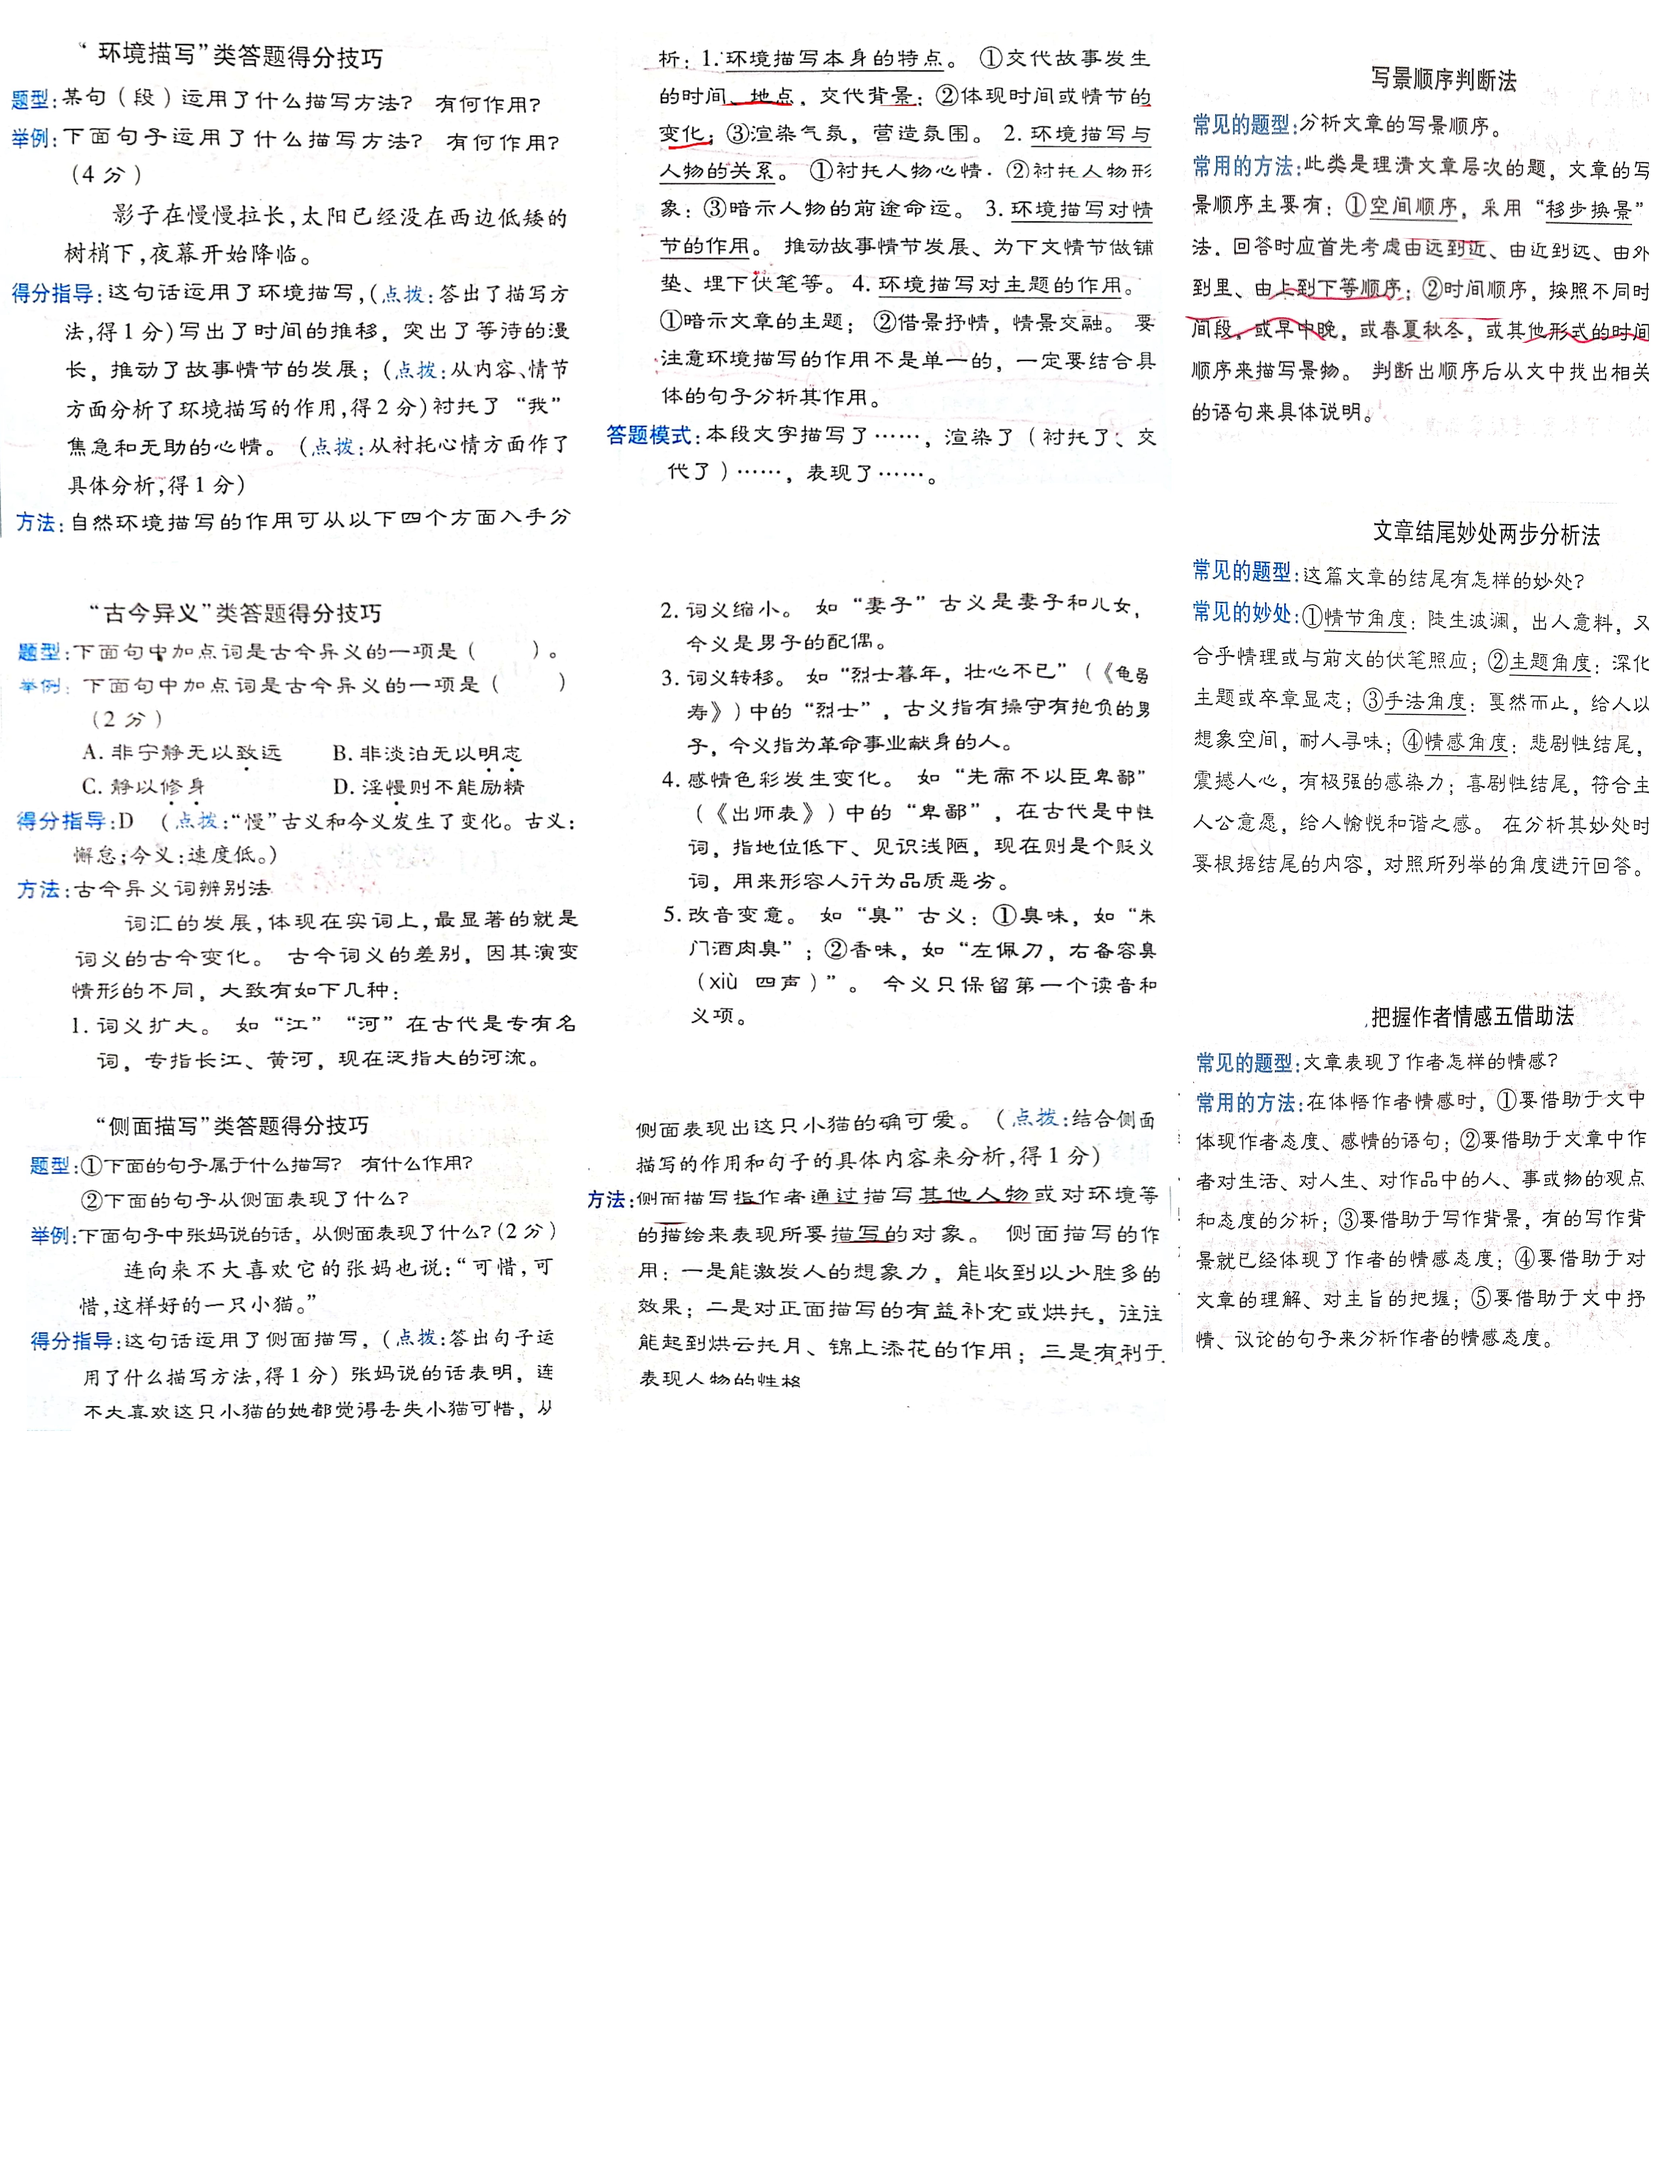 “环境描写”类答题得分技巧
题型:某句（段）运用了什么描写方法？ 有何作用？
举例:下面句子运用了什么描写方法？ 有何作用？
（4 分）
影子在慢慢拉长,太阳已经没在西边低矮的
树梢下,夜幕开始降临。
得分指导:这句话运用了环境描写,(点拨:答出了描写方
法,得1分)写出了时间的推移，突出了等诗的漫
长，推动了故事情节的发展；(点拨:从内容、情节
方面分析了环境描写的作用,得2分)衬托了“我”
焦急和无助的心情。（点拨:从衬托心情方面作了
具体分析,得1分)
方法:自然环境描写的作用可从以下四个方面入手分
析：1.环境描写本身的特点。 ①交代故事发生
的时间、地点，交代背景；②体现时间或情节的
变化；③渲染气氛，营造氛围。 2. 环境描写与
人物的关系。 ①衬托人物心情．②衬托人物形
象；③暗示人物的前途命运。 3. 环境描写对情
节的作用。 推动故事情节发展、为下文情节做铺
垫、埋下伏笔等。 4. 环境描写对主题的作用。
①暗示文章的主题；②借景抒情，情景交融。 要
注意环境描写的作用不是单一的，一定要结合具
体的句子分析其作用。
答题模式:本段文字描写了……，渲染了（衬托了、交
代了）……，表现了……。
“古今异义”类答题得分技巧
题型:下面句中加点词是古今异义的一项是（ ）。
举例:下面句中加点词是古今异义的一项是（ ）
（2 分）
A. 非宁静无以致远 B. 非淡泊无以明志
C. 静以修身 D. 淫慢则不能励精
得分指导:D （点拨:“慢”古义和今义发生了变化。古义:
懈怠;今义:速度低。)
方法:古今异义词辨别法
词汇的发展,体现在实词上,最显著的就是
词义的古今变化。 古今词义的差别，因其演变
情形的不同，大致有如下几种:
1. 词义扩大。 如“江”“河”在古代是专有名
词，专指长江、黄河，现在泛指大的河流。
2. 词义缩小。 如“妻子”古义是妻子和儿女，
今义是男子的配偶。
3. 词义转移。 如“烈士暮年，壮心不已”（《龟虽
寿》）中的“烈士”，古义指有操守有抱负的男
子，今义指为革命事业献身的人。
4. 感情色彩发生变化。 如“先帝不以臣卑鄙”
（《出师表》）中的“卑鄙”，在古代是中性
词，指地位低下、见识浅陋，现在则是个贬义
词，用来形容人行为品质恶劣。
5. 改音变意。 如“臭”古义：①臭味，如“朱
门酒肉臭”；②香味，如“左佩刀，右备容臭
（xiù 四声）”。 今义只保留第一个读音和
义项。
“侧面描写”类答题得分技巧
题型:①下面的句子属于什么描写？ 有什么作用？
②下面的句子从侧面表现了什么？
举例:下面句子中张妈说的话，从侧面表现了什么？(2 分)
连向来不大喜欢它的张妈也说:“可惜,可
惜,这样好的一只小猫。”
得分指导:这句话运用了侧面描写，(点拨:答出句子运
用了什么描写方法,得1分) 张妈说的话表明，连
不大喜欢这只小猫的她都觉得丢失小猫可惜，从
侧面表现出这只小猫的确可爱。（点拨:结合侧面
描写的作用和句子的具体内容来分析,得1分)
方法:侧面描写指作者通过描写其他人物或对环境等
的描绘来表现所要描写的对象。 侧面描写的作
用：一是能激发人的想象力，能收到以少胜多的
效果；二是对正面描写的有益补充或烘托，往往
能起到烘云托月、锦上添花的作用；三是有利于
表现人物的性格
写景顺序判断法
常见的题型:分析文章的写景顺序。
常用的方法:此类是理清文章层次的题，文章的写
景顺序主要有：①空间顺序，采用“移步换景”
法．回答时应首先考虑由远到近、由近到远、由外
到里、由上到下等顺序；②时间顺序，按照不同时
间段，或早中晚，或春夏秋冬，或其他形式的时间
顺序来描写景物。 判断出顺序后从文中找出相关
的语句来具体说明。
文章结尾妙处两步分析法
常见的题型:这篇文章的结尾有怎样的妙处？
常见的妙处:①情节角度：陡生波澜，出人意料，又
合乎情理或与前文的伏笔照应；②主题角度：深化
主题或卒章显志；③手法角度：戛然而止，给人以
想象空间，耐人寻味；④情感角度：悲剧性结尾，
震撼人心，有极强的感染力；喜剧性结尾，符合主
人公意愿，给人愉悦和谐之感。 在分析其妙处时
要根据结尾的内容，对照所列举的角度进行回答。
把握作者情感五借助法
常见的题型:文章表现了作者怎样的情感？
常用的方法:在体悟作者情感时，①要借助于文中
体现作者态度、感情的语句；②要借助于文章中作
者对生活、对人生、对作品中的人、事或物的观点
和态度的分析；③要借助于写作背景，有的写作背
景就已经体现了作者的情感态度；④要借助于对
文章的理解、对主旨的把握；⑤要借助于文中抒
情、议论的句子来分析作者的情感态度。